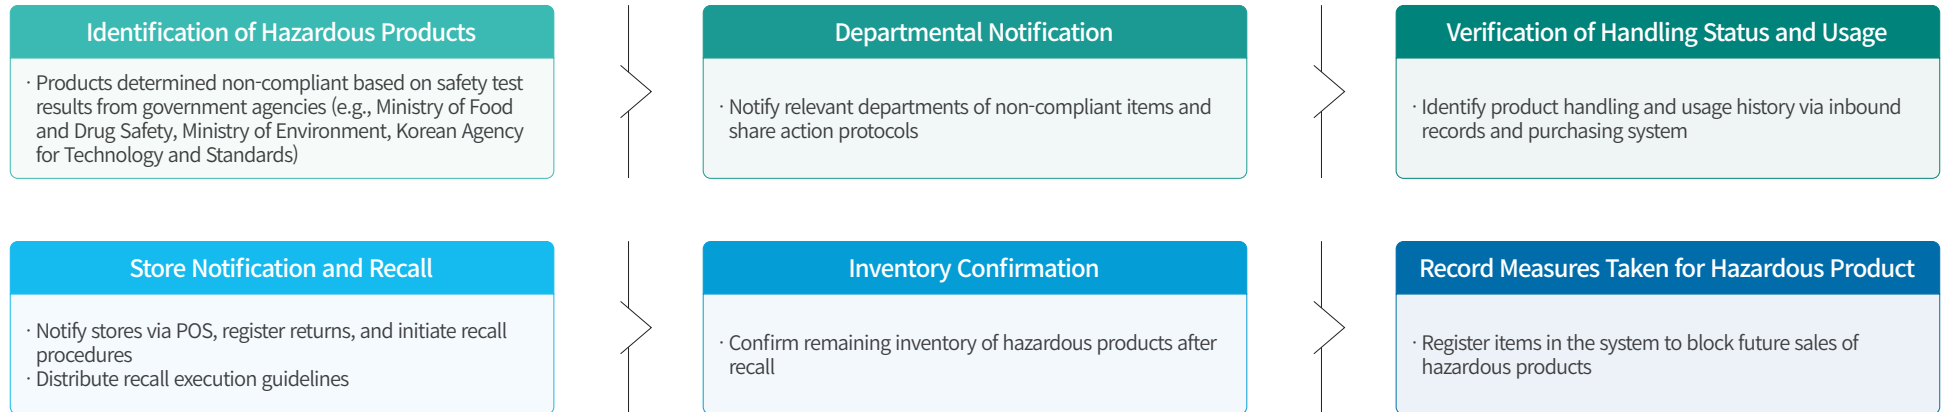 Identification of Hazardous Products
· Products determined non-compliant based on safety test
results from government agencies (e.g., Ministry of Food
and Drug Safety, Ministry of Environment, Korean Agency
for Technology and Standards)
Departmental Notification
· Notify relevant departments of non-compliant items and
share action protocols
Verification of Handling Status and Usage
· Identify product handling and usage history via inbound
records and purchasing system
Store Notification and Recall
· Notify stores via POS, register returns, and initiate recall
procedures
· Distribute recall execution guidelines
Inventory Confirmation
· Confirm remaining inventory of hazardous products after
recall
Record Measures Taken for Hazardous Product
· Register items in the system to block future sales of
hazardous products